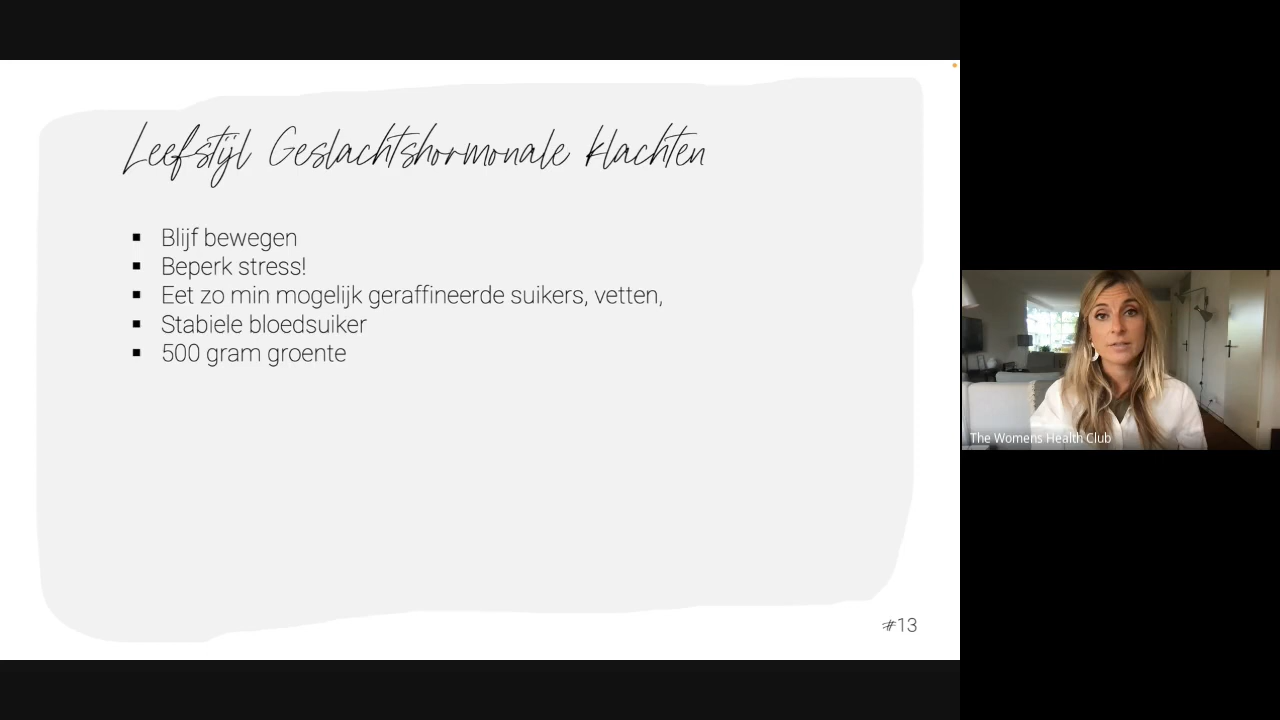 Leefstijl Geslachtshormonale klachten
▪ Blijf bewegen
▪ Beperk stress!
▪ Eet zo min mogelijk geraffineerde suikers, vetten,
▪ Stabiele bloedsuiker
▪ 500 gram groente
#13
The Womens Health Club